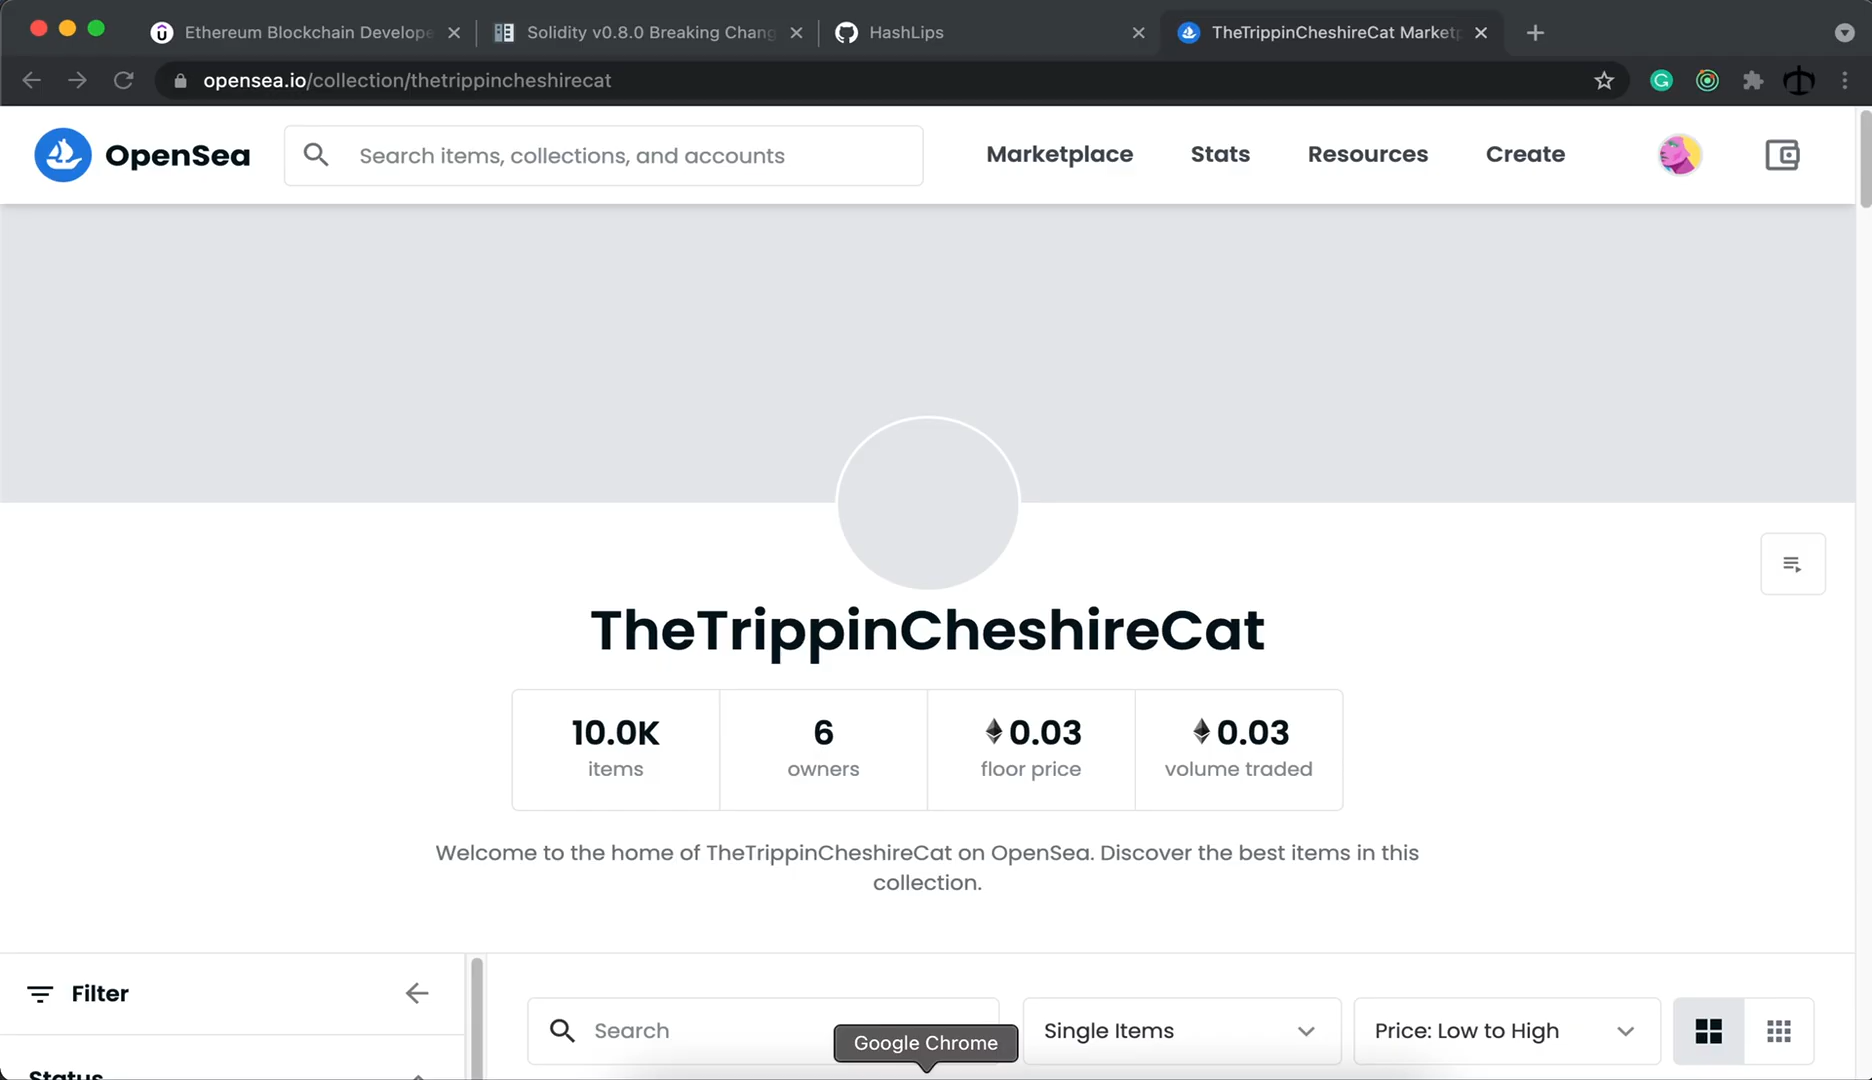 Ethereum Blockchain Develope
Solidity v0.8.0 Breaking Chang
HashLips
TheTrippinCheshireCat Marketp
opensea.io/collection/thetrippincheshirecat
OpenSea
Search items, collections, and accounts
Marketplace
Stats
Resources
Create
TheTrippinCheshireCat
10.0K
items
6
owners
0.03
floor price
0.03
volume traded
Welcome to the home of TheTrippinCheshireCat on OpenSea. Discover the best items in this
collection.
Filter
Search
Single Items
Price: Low to High
Google Chrome
Status